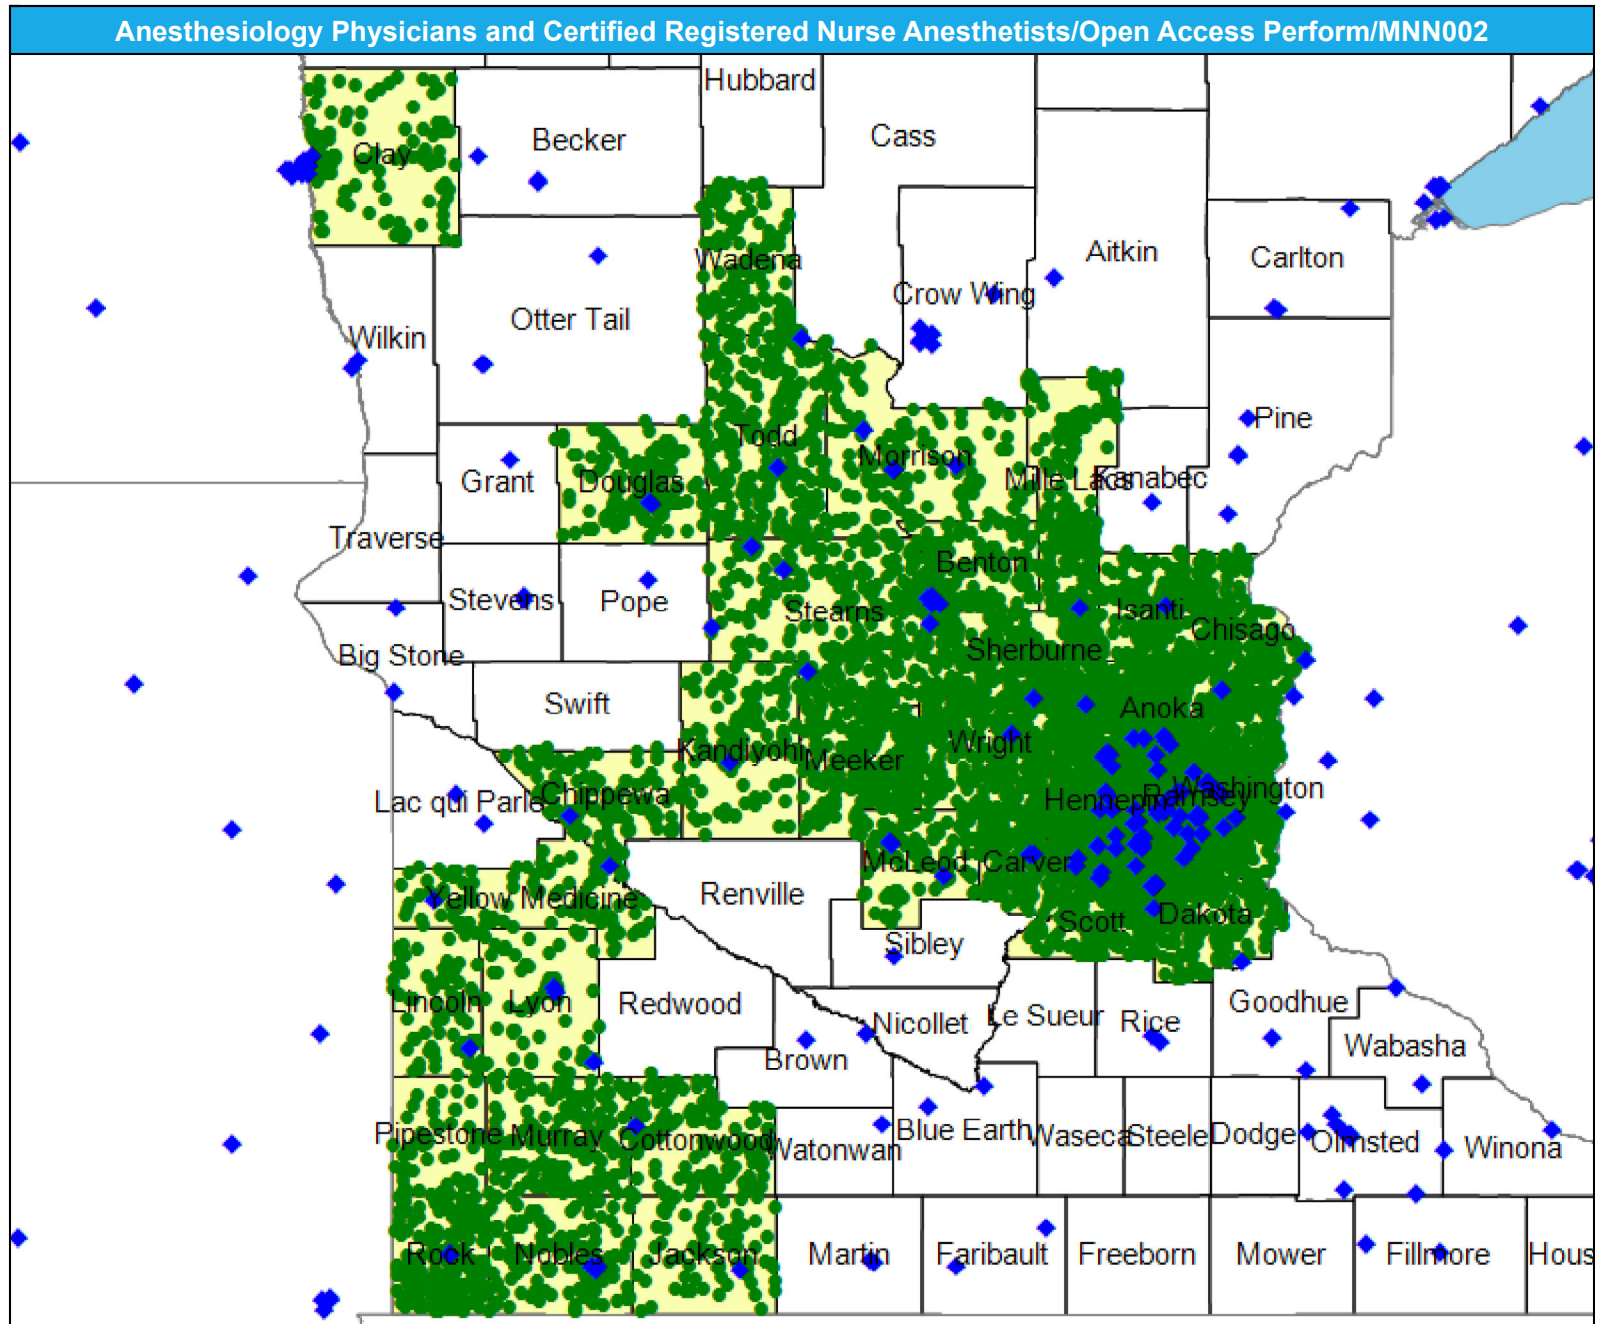 Anesthesiology Physicians and Certified Registered Nurse Anesthetists/Open Access Perform/MNN002
Hubbard
Becker
Cass
Clay
Wadena
Aitkin
Carlton
Crow Wing
Otter Tail
Wilkin
Pine
Todd
Morrison
Grant
Douglas
Mille Lacs
Kanabec
Traverse
Benton
Stevens
Pope
Stearns
Isanti
Chisago
Sherburne
Big Stone
Swift
Anoka
Wright
Kandiyohi
Meeker
Washington
Lac qui Parle
Chippewa
Hennepin
Ramsey
McLeod
Carver
Renville
Yellow Medicine
Scott
Dakota
Sibley
Lincoln
Lyon
Redwood
Goodhue
Nicollet
Le Sueur
Rice
Wabasha
Brown
Pipestone
Murray
Cottonwood
Watonwan
Blue Earth
Waseca
Steele
Dodge
Olmsted
Winona
Rock
Nobles
Jackson
Martin
Faribault
Freeborn
Mower
Fillmore
Hous